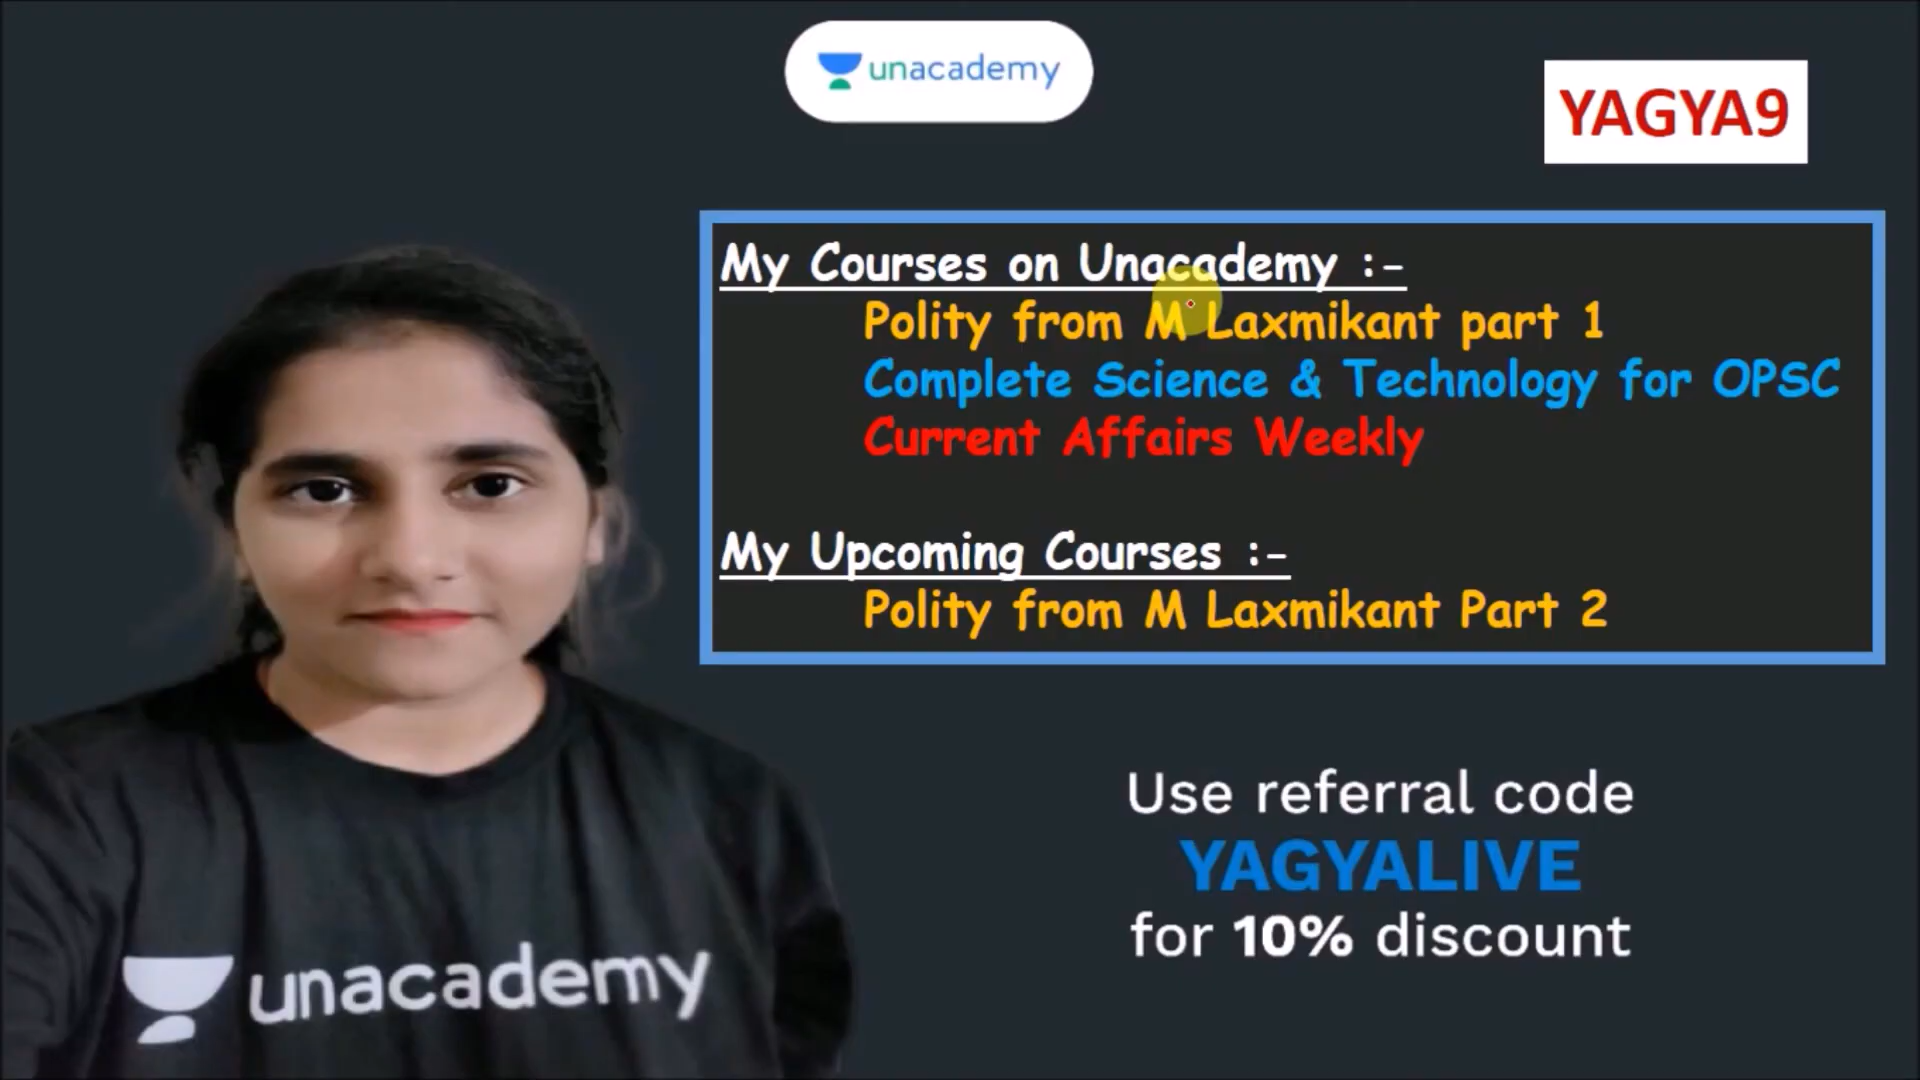 unacademy
YAGYA9
My Courses on Unacademy :-
Polity from M Laxmikant part 1
Complete Science & Technology for OPSC
Current Affairs Weekly
My Upcoming Courses :-
Polity from M Laxmikant Part 2
Use referral code
YAGYALIVE
for 10% discount
unacademy